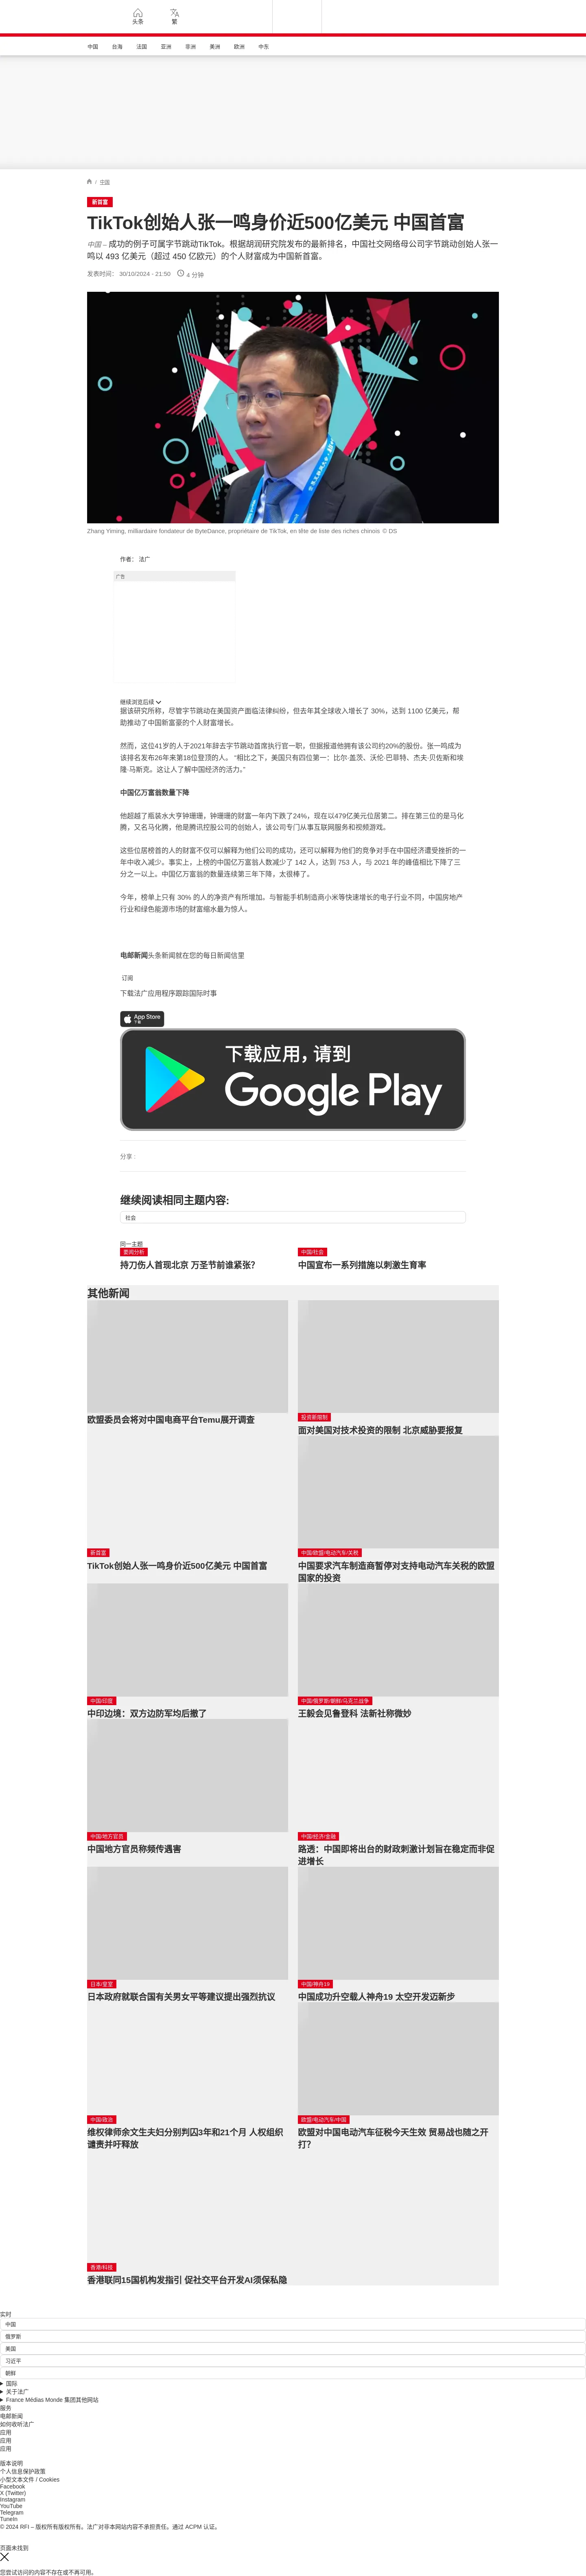 头条
繁
中国
台海
法国
亚洲
非洲
美洲
欧洲
中东
/ 中国
新首富
TikTok创始人张一鸣身价近500亿美元 中国首富
中国 – 成功的例子可属字节跳动TikTok。根据胡润研究院发布的最新排名，中国社交网络母公司字节跳动创始人张一
鸣以 493 亿美元（超过 450 亿欧元）的个人财富成为中国新首富。
发表时间： 30/10/2024 - 21:50
4 分钟
Zhang Yiming, milliardaire fondateur de ByteDance, propriétaire de TikTok, en tête de liste des riches chinois © DS
作者： 法广
广告
继续浏览后续
据该研究所称，尽管字节跳动在美国资产面临法律纠纷，但去年其全球收入增长了 30%，达到 1100 亿美元，帮
助推动了中国新富豪的个人财富增长。
然而，这位41岁的人于2021年辞去字节跳动首席执行官一职，但据报道他拥有该公司约20%的股份。张一鸣成为
该排名发布26年来第18位登顶的人。 “相比之下，美国只有四位第一：比尔·盖茨、沃伦·巴菲特、杰夫·贝佐斯和埃
隆·马斯克。这让人了解中国经济的活力。”
中国亿万富翁数量下降
他超越了瓶装水大亨钟珊珊，钟珊珊的财富一年内下跌了24%，现在以479亿美元位居第二。排在第三位的是马化
腾，又名马化腾，他是腾讯控股公司的创始人，该公司专门从事互联网服务和视频游戏。
这些位居榜首的人的财富不仅可以解释为他们公司的成功，还可以解释为他们的竞争对手在中国经济遭受挫折的一
年中收入减少。事实上，上榜的中国亿万富翁人数减少了 142 人，达到 753 人，与 2021 年的峰值相比下降了三
分之一以上。中国亿万富翁的数量连续第三年下降，太很棒了。
今年，榜单上只有 30% 的人的净资产有所增加。与智能手机制造商小米等快速增长的电子行业不同，中国房地产
行业和绿色能源市场的财富缩水最为惊人。
电邮新闻头条新闻就在您的每日新闻信里
订阅
下载法广应用程序跟踪国际时事
App Store
下载
下载应用，请到
Google Play
分享 :
继续阅读相同主题内容:
社会
同一主题
要闻分析
持刀伤人首现北京 万圣节前谁紧张?
中国/社会
中国宣布一系列措施以刺激生育率
其他新闻
欧盟委员会将对中国电商平台Temu展开调查
投资新限制
面对美国对技术投资的限制 北京威胁要报复
新首富
TikTok创始人张一鸣身价近500亿美元 中国首富
中国/欧盟/电动汽车/关税
中国要求汽车制造商暂停对支持电动汽车关税的欧盟
国家的投资
中国/印度
中印边境：双方边防军均后撤了
中国/俄罗斯/朝鲜/乌克兰战争
王毅会见鲁登科 法新社称微妙
中国/地方官员
中国地方官员称频传遇害
中国/经济/金融
路透：中国即将出台的财政刺激计划旨在稳定而非促
进增长
日本/皇室
日本政府就联合国有关男女平等建议提出强烈抗议
中国/神舟19
中国成功升空载人神舟19 太空开发迈新步
中国/政治
维权律师余文生夫妇分别判囚3年和21个月 人权组织
谴责并吁释放
欧盟/电动汽车/中国
欧盟对中国电动汽车征税今天生效 贸易战也随之开
打?
香港/科技
香港联同15国机构发指引 促社交平台开发AI须保私隐
实时
中国
俄罗斯
美国
习近平
朝鲜
国际
关于法广
France Médias Monde 集团其他网站
服务
电邮新闻
如何收听法广
应用
应用
应用
版本说明
个人信息保护政策
小型文本文件 / Cookies
Facebook
X (Twitter)
Instagram
YouTube
Telegram
TuneIn
© 2024 RFI – 版权所有版权所有。法广对非本网站内容不承担责任。通过 ACPM 认证。
页面未找到
您尝试访问的内容不存在或不再可用。